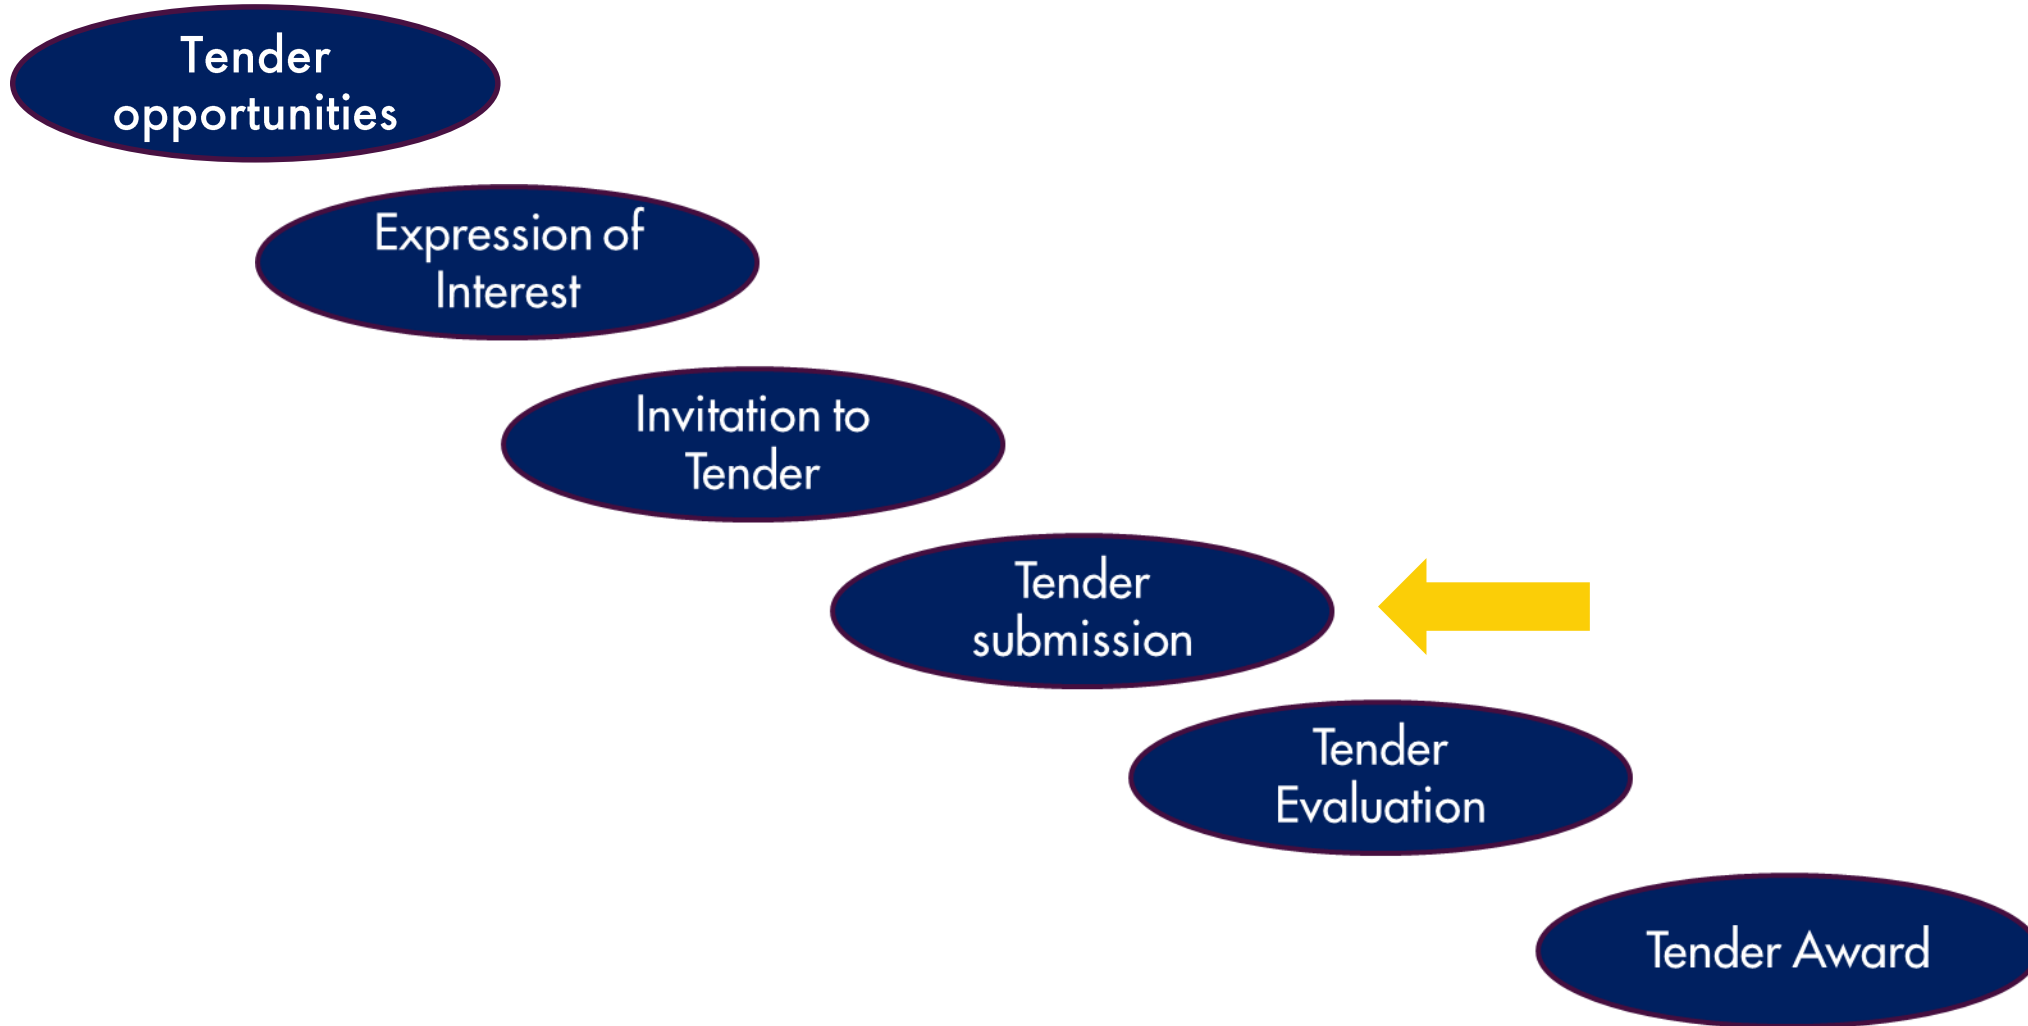 Tender
opportunities
Expression of
Interest
Invitation to
Tender
Tender
submission
Tender
Evaluation
Tender Award